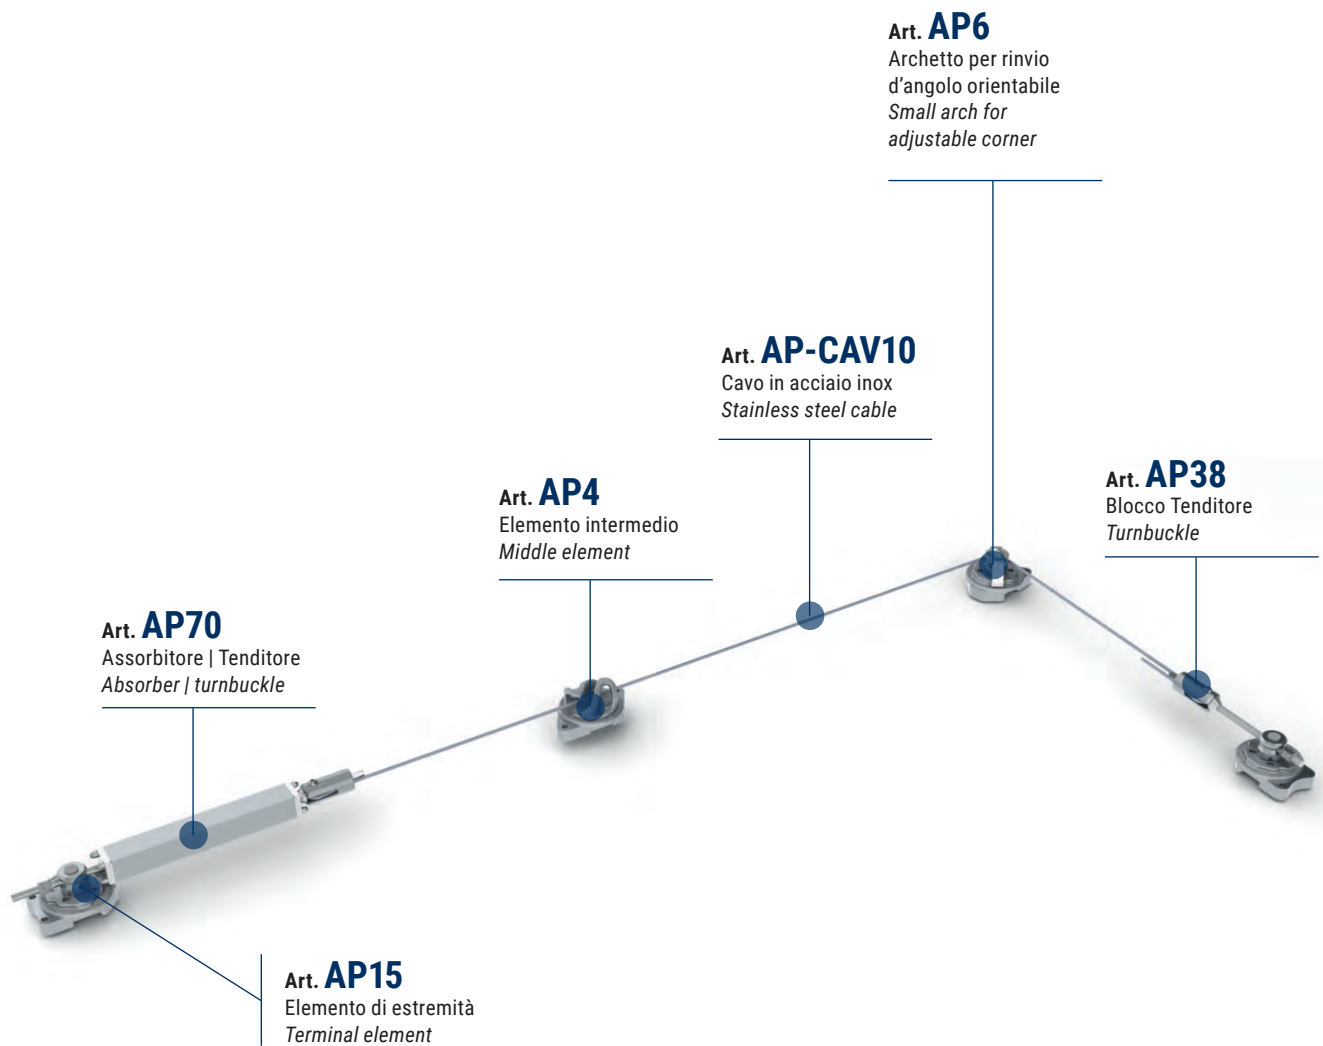 Art. AP6
Archetto per rinvio
d'angolo orientabile
Small arch for
adjustable corner
Art. AP-CAV10
Cavo in acciaio inox
Stainless steel cable
Art. AP38
Blocco Tenditore
Turnbuckle
Art. AP4
Elemento intermedio
Middle element
Art. AP70
Assorbitore | Tenditore
Absorber | turnbuckle
Art. AP15
Elemento di estremità
Terminal element